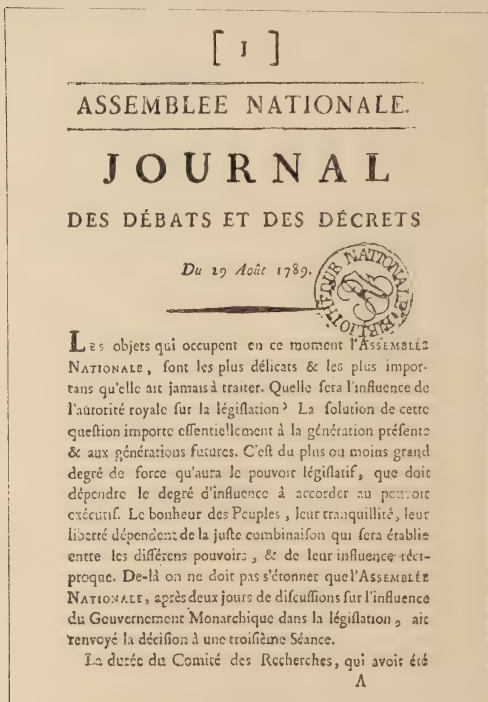 [ 1 ]
ASSEMBLEE NATIONALE.
JOURNAL
DES DÉBATS ET DES DÉCRETS
Du 29 Août 1789.
BIBLIOTHEQUE NATIONALE
Les objets qui occupent en ce moment l'ASSEMBLÉE
NATIONALE, ſont les plus délicats & les plus impor-
tans qu'elle ait jamais à traiter. Quelle ſera l'influence de
l'autorité royale ſur la légiſlation? La ſolution de cette
queſtion importe eſſentiellement à la génération préſente
& aux générations futures. C'eſt du plus ou moins grand
degré de force qu'aura le pouvoir légiſlatif, que doit
dépendre le degré d'influence à accorder au pouvoir
exécutif. Le bonheur des Peuples, leur tranquillité, leur
liberté dépendent de la juſte combinaiſon qui ſera établie
entre les différens pouvoirs, & de leur influence réci-
proque. De-là on ne doit pas s'étonner que l'ASSEMBLÉE
NATIONALE, après deux jours de diſcuſſions ſur l'influence
du Gouvernement Monarchique dans la légiſlation, ait
renvoyé la déciſion à une troiſième Séance.
La durée du Comité des Recherches, qui avoit été
A